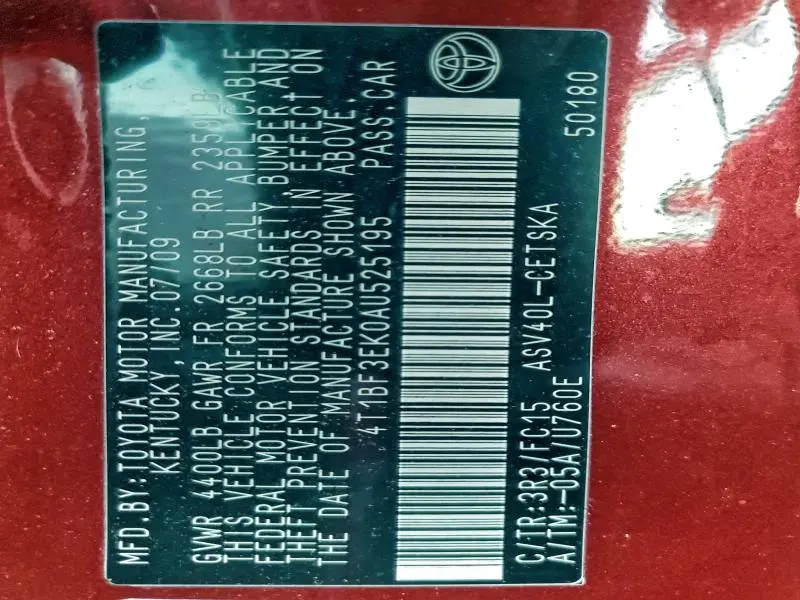 MFD.BY:TOYOTA MOTOR MANUFACTURING,
KENTUCKY, INC.07/09
GVWR 4400LB GAWR FR 2668LB RR 2359LB
THIS VEHICLE CONFORMS TO ALL APPLICABLE
FEDERAL MOTOR VEHICLE SAFETY, BUMPER AND
THEFT PREVENTION STANDARDS IN EFFECT ON
THE DATE OF MANUFACTURE SHOWN ABOVE.
4T1BF3EK0AU525195 PASS.CAR
C/TR:3R3/FC15 ASV40L-CETSKA
A/TM:-05A/U760E
50180